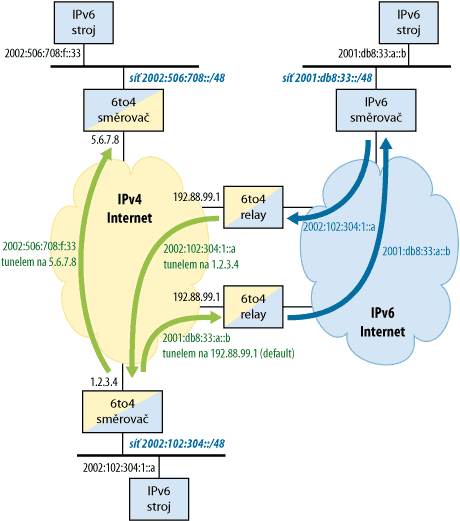 IPv6
stroj
2002:506:708:f::33
síť 2002:506:708::/48
6to4
směrovač
5.6.7.8
IPv6
stroj
2001:db8:33:a::b
síť 2001:db8:33::/48
IPv6
směrovač
IPv4
Internet
192.88.99.1
6to4
relay
2002:102:304:1::a
2002:506:708:f:33
tunelem na 5.6.7.8
2002:102:304:1::a
tunelem na 1.2.3.4
2001:db8:33:a::b
192.88.99.1
6to4
relay
IPv6
Internet
2001:db8:33:a::b
tunelem na 192.88.99.1 (default)
1.2.3.4
6to4
směrovač
síť 2002:102:304::/48
2002:102:304:1::a
IPv6
stroj